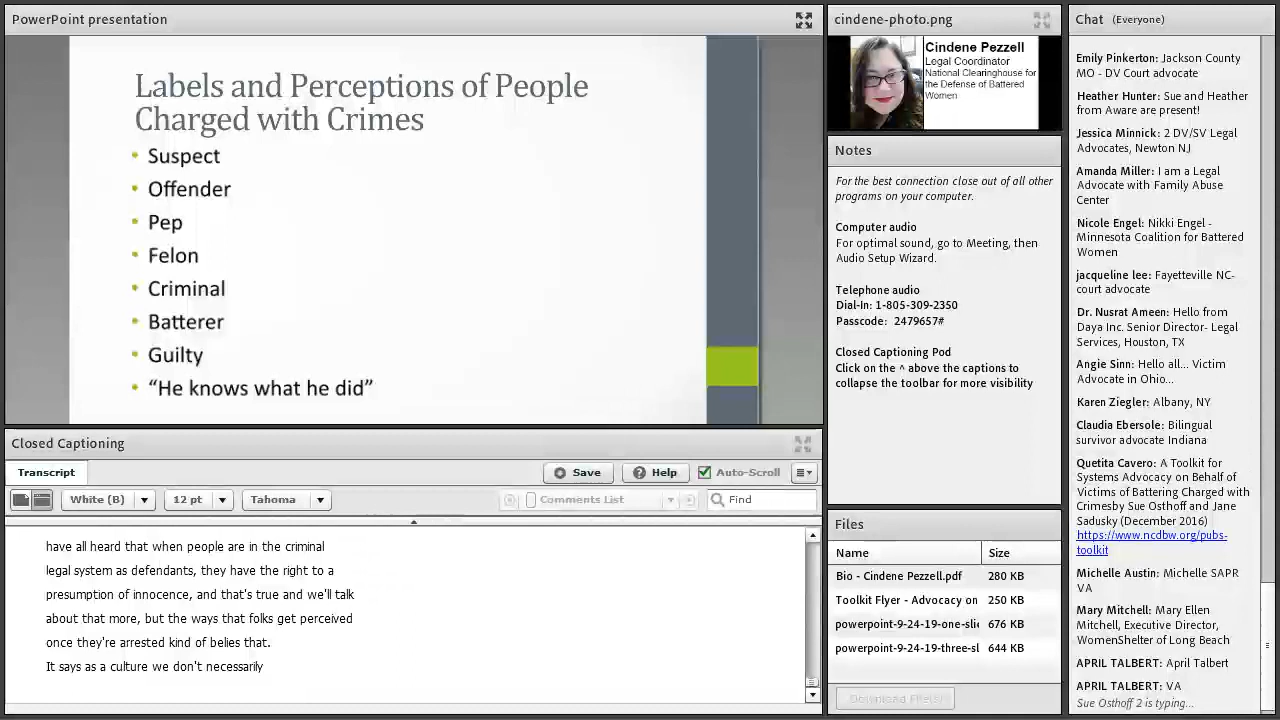 PowerPoint presentation
Labels and Perceptions of People
Charged with Crimes
• Suspect
• Offender
• Pep
• Felon
• Criminal
• Batterer
• Guilty
• “He knows what he did”
Closed Captioning
Transcript
Save
Help
Auto-Scroll
White (B)
12 pt
Tahoma
Comments List
Find
have all heard that when people are in the criminal
legal system as defendants, they have the right to a
presumption of innocence, and that's true and we'll talk
about that more, but the ways that folks get perceived
once they're arrested kind of belies that.
It says as a culture we don't necessarily
cindene-photo.png
Cindene Pezzell
Legal Coordinator
National Clearinghouse for
the Defense of Battered
Women
Notes
For the best connection close out of all other
programs on your computer.
Computer audio
For optimal sound, go to Meeting, then
Audio Setup Wizard.
Telephone audio
Dial-In: 1-805-309-2350
Passcode: 2479657#
Closed Captioning Pod
Click on the ^ above the captions to
collapse the toolbar for more visibility
Files
Name Size
Bio - Cindene Pezzell.pdf 280 KB
Toolkit Flyer - Advocacy on 250 KB
powerpoint-9-24-19-one-sli 676 KB
powerpoint-9-24-19-three-sl 644 KB
Download File(s)
Chat (Everyone)
Emily Pinkerton: Jackson County
MO - DV Court advocate
Heather Hunter: Sue and Heather
from Aware are present!
Jessica Minnick: 2 DV/SV Legal
Advocates, Newton NJ
Amanda Miller: I am a Legal
Advocate with Family Abuse
Center
Nicole Engel: Nikki Engel -
Minnesota Coalition for Battered
Women
jacqueline lee: Fayetteville NC-
court advocate
Dr. Nusrat Ameen: Hello from
Daya Inc. Senior Director- Legal
Services, Houston, TX
Angie Sinn: Hello all... Victim
Advocate in Ohio...
Karen Ziegler: Albany, NY
Claudia Ebersole: Bilingual
survivor advocate Indiana
Quetita Cavero: A Toolkit for
Systems Advocacy on Behalf of
Victims of Battering Charged with
Crimesby Sue Osthoff and Jane
Sadusky (December 2016)
https://www.ncdbw.org/pubs-
toolkit
Michelle Austin: Michelle SAPR
VA
Mary Mitchell: Mary Ellen
Mitchell, Executive Director,
WomenShelter of Long Beach
APRIL TALBERT: April Talbert
APRIL TALBERT: VA
Sue Osthoff 2 is typing...